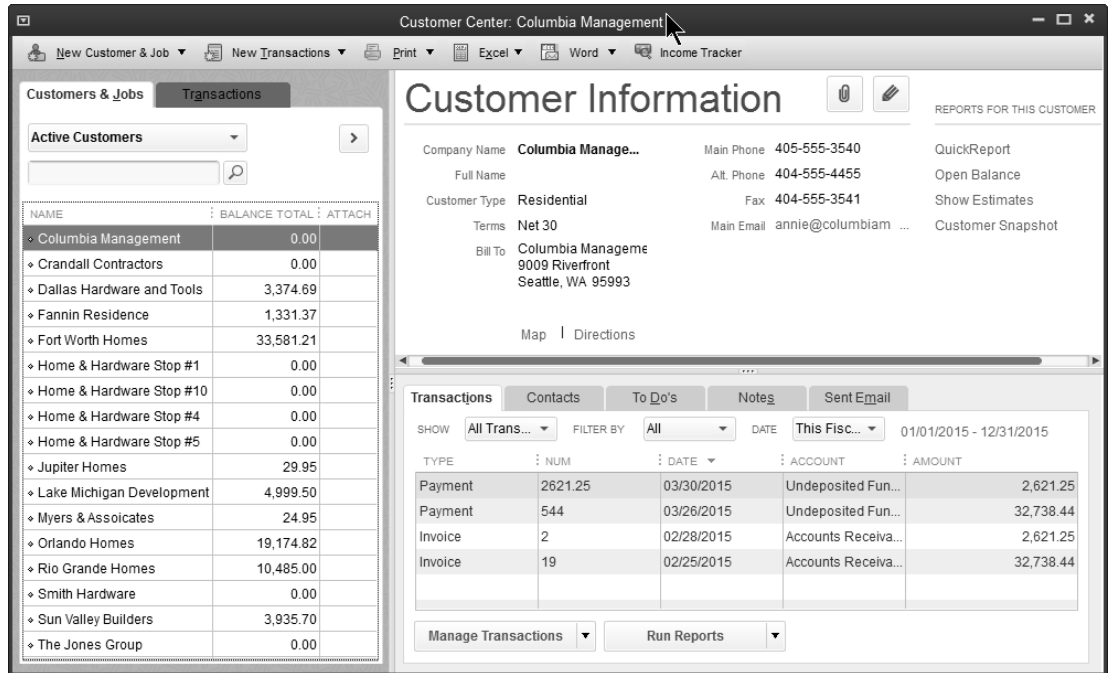 Customer Center: Columbia Management
New Customer & Job New Transactions Print Excel Word Income Tracker
Customers & Jobs Transactions
Active Customers
NAME BALANCE TOTAL ATTACH
Columbia Management 0.00
Crandall Contractors 0.00
Dallas Hardware and Tools 3,374.69
Fannin Residence 1,331.37
Fort Worth Homes 33,581.21
Home & Hardware Stop #1 0.00
Home & Hardware Stop #10 0.00
Home & Hardware Stop #4 0.00
Home & Hardware Stop #5 0.00
Jupiter Homes 29.95
Lake Michigan Development 4,999.50
Myers & Assoicates 24.95
Orlando Homes 19,174.82
Rio Grande Homes 10,485.00
Smith Hardware 0.00
Sun Valley Builders 3,935.70
The Jones Group 0.00
Customer Information
Company Name Columbia Manage...
Full Name
Customer Type Residential
Terms Net 30
Bill To Columbia Manageme
9009 Riverfront
Seattle, WA 95993
Map | Directions
Main Phone 405-555-3540
Alt. Phone 404-555-4455
Fax 404-555-3541
Main Email annie@columbiam ...
REPORTS FOR THIS CUSTOMER
QuickReport
Open Balance
Show Estimates
Customer Snapshot
Transactions Contacts To Do's Notes Sent Email
SHOW All Trans... FILTER BY All DATE This Fisc... 01/01/2015 - 12/31/2015
TYPE NUM DATE ACCOUNT AMOUNT
Payment 2621.25 03/30/2015 Undeposited Fun... 2,621.25
Payment 544 03/26/2015 Undeposited Fun... 32,738.44
Invoice 2 02/28/2015 Accounts Receiva... 2,621.25
Invoice 19 02/25/2015 Accounts Receiva... 32,738.44
Manage Transactions Run Reports